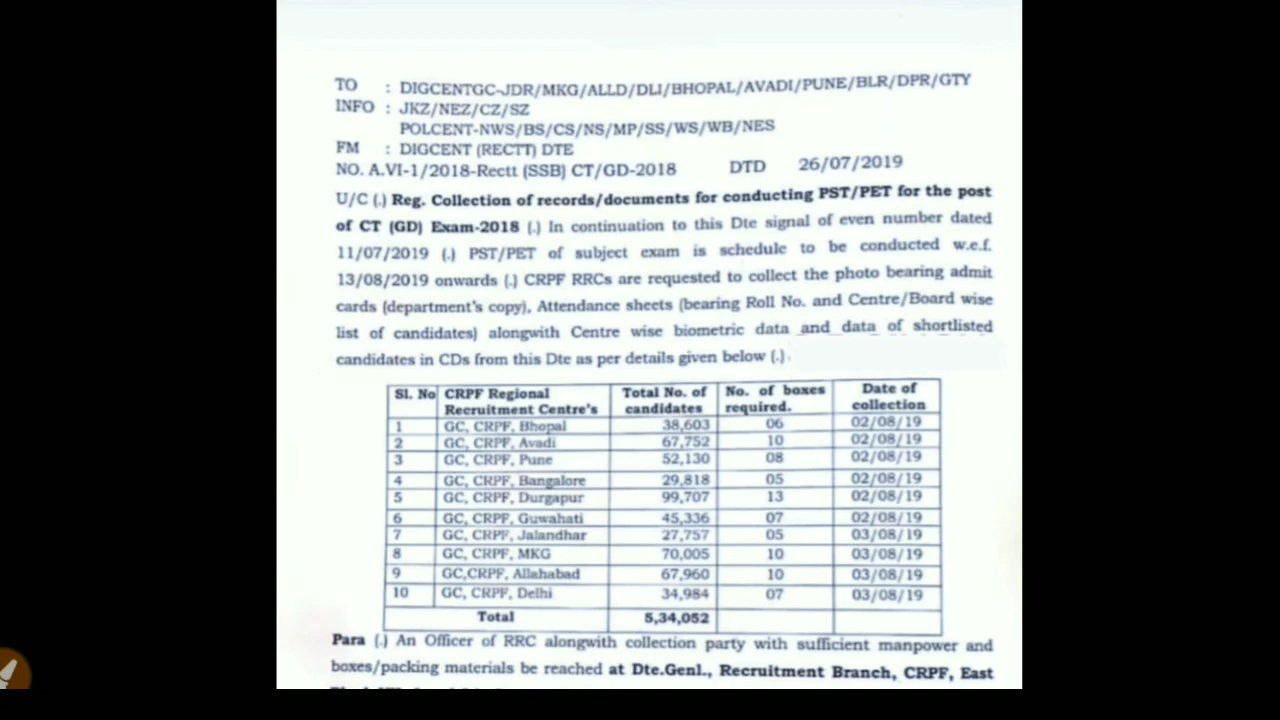 TO : DIGCENTGC-JDR/MKG/ALLD/DLI/BHOPAL/AVADI/PUNE/BLR/DPR/GTY
INFO : JKZ/NEZ/CZ/SZ
POLCENT-NWS/BS/CS/NS/MP/SS/WS/WB/NES
FM : DIGCENT (RECTT) DTE
NO. A.VI-1/2018-Rectt (SSB) CT/GD-2018 DTD 26/07/2019
U/C (.) Reg. Collection of records/documents for conducting PST/PET for the post
of CT (GD) Exam-2018 (.) In continuation to this Dte signal of even number dated
11/07/2019 (.) PST/PET of subject exam is schedule to be conducted w.e.f.
13/08/2019 onwards (.) CRPF RRCs are requested to collect the photo bearing admit
cards (department's copy), Attendance sheets (bearing Roll No. and Centre/Board wise
list of candidates) alongwith Centre wise biometric data and data of shortlisted
candidates in CDs from this Dte as per details given below (.)
Sl. No CRPF Regional Recruitment Centre's Total No. of candidates No. of boxes required. Date of collection
1 GC, CRPF, Bhopal 38,603 06 02/08/19
2 GC, CRPF, Avadi 67,752 10 02/08/19
3 GC, CRPF, Pune 52,130 08 02/08/19
4 GC, CRPF, Bangalore 29,818 05 02/08/19
5 GC, CRPF, Durgapur 99,707 13 02/08/19
6 GC, CRPF, Guwahati 45,336 07 02/08/19
7 GC, CRPF, Jalandhar 27,757 05 03/08/19
8 GC, CRPF, MKG 70,005 10 03/08/19
9 GC,CRPF, Allahabad 67,960 10 03/08/19
10 GC, CRPF, Delhi 34,984 07 03/08/19
Total 5,34,052
Para (.) An Officer of RRC alongwith collection party with sufficient manpower and
boxes/packing materials be reached at Dte.Genl., Recruitment Branch, CRPF, East